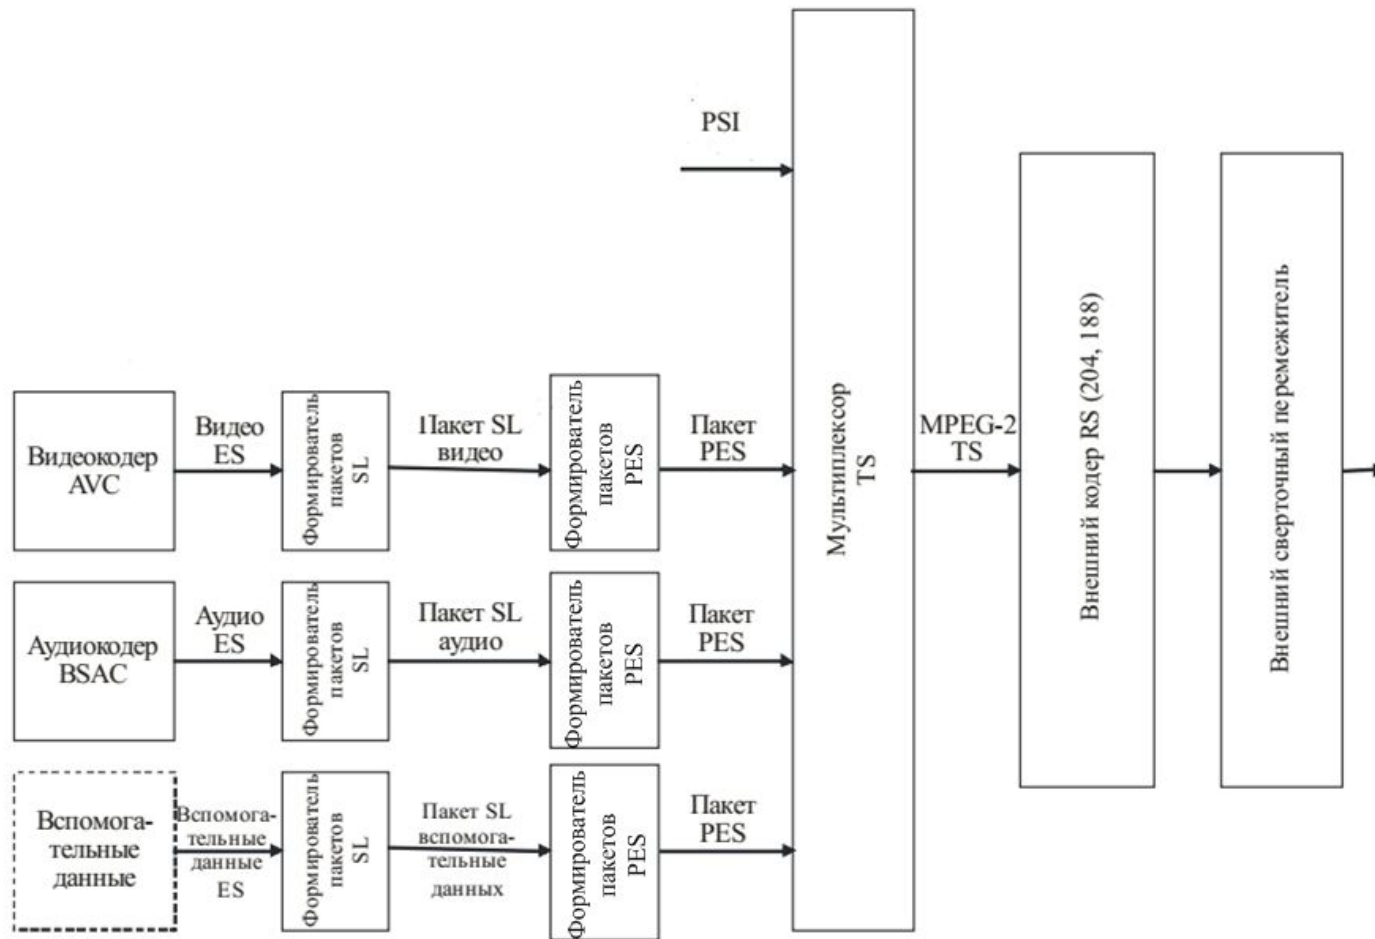 PSI
Видеокодер
AVC
Видео
ES
Формирователь
пакетов
SL
Пакет SL
видео
Формирователь
пакетов
PES
Пакет
PES
Мультиплексор
TS
MPEG-2
TS
Внешний кодер RS (204, 188)
Внешний сверточный перемежитель
Аудиокодер
BSAC
Аудио
ES
Формирователь
пакетов
SL
Пакет SL
аудио
Формирователь
пакетов
PES
Пакет
PES
Вспомога-
тельные
данные
Вспомога-
тельные
данные
ES
Формирователь
пакетов
SL
Пакет SL
вспомога-
тельные
данных
Формирователь
пакетов
PES
Пакет
PES